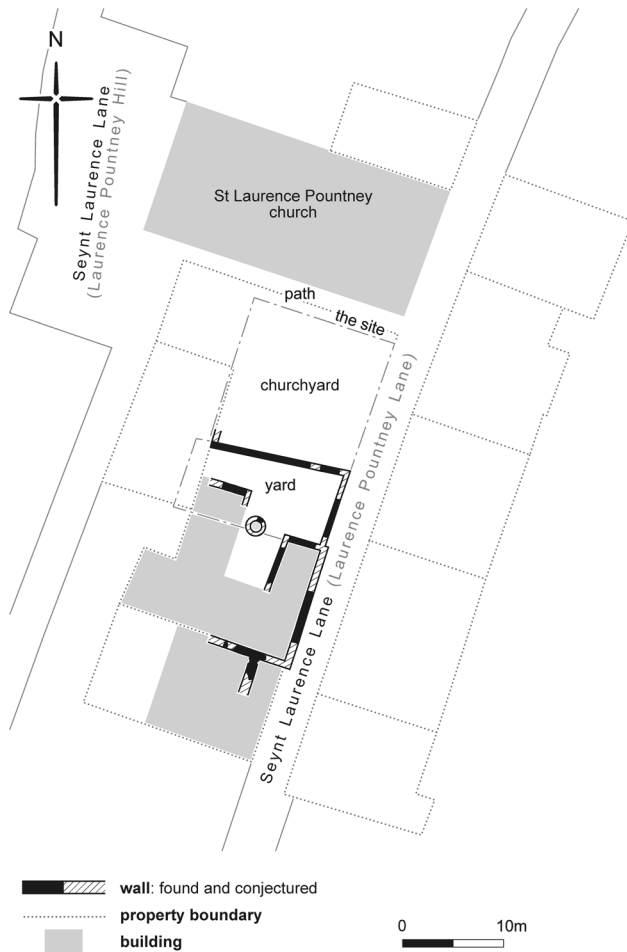 N
Seynt Laurence Lane
(Laurence Pountney Hill)
St Laurence Pountney
church
path
the site
churchyard
yard
Seynt Laurence Lane (Laurence Pountney Lane)
wall: found and conjectured
property boundary
building
0 10m